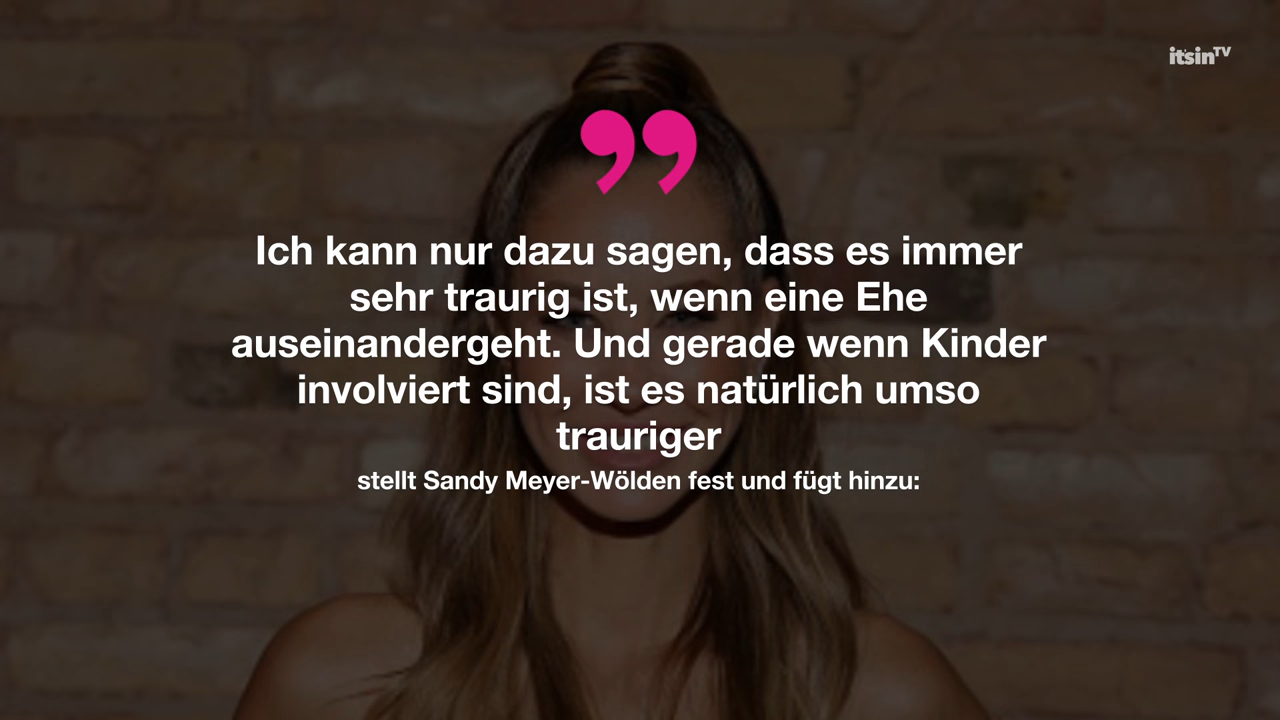 itsinTV
Ich kann nur dazu sagen, dass es immer
sehr traurig ist, wenn eine Ehe
auseinandergeht. Und gerade wenn Kinder
involviert sind, ist es natürlich umso
trauriger
stellt Sandy Meyer-Wölden fest und fügt hinzu: